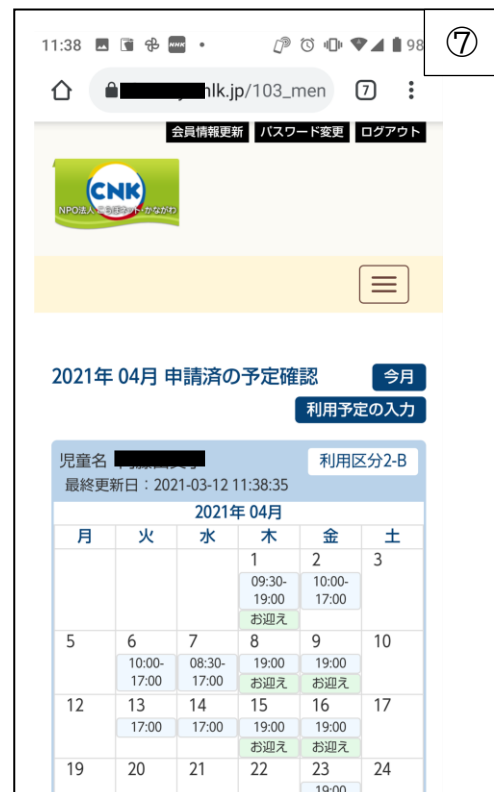 ⑦
11:38 98
nlk.jp/103_men 7
会員情報更新 パスワード変更 ログアウト
CNK
NPO法人 こらぼネット・かながわ
2021年 04月 申請済の予定確認 今月
利用予定の入力
児童名 利用区分2-B
最終更新日：2021-03-12 11:38:35
2021年 04月
月 火 水 木 金 土
1 2 3
09:30- 10:00-
19:00 17:00
お迎え
5 6 7 8 9 10
10:00- 08:30- 19:00 19:00
17:00 17:00 お迎え お迎え
12 13 14 15 16 17
17:00 17:00 19:00 19:00
お迎え お迎え
19 20 21 22 23 24
19:00